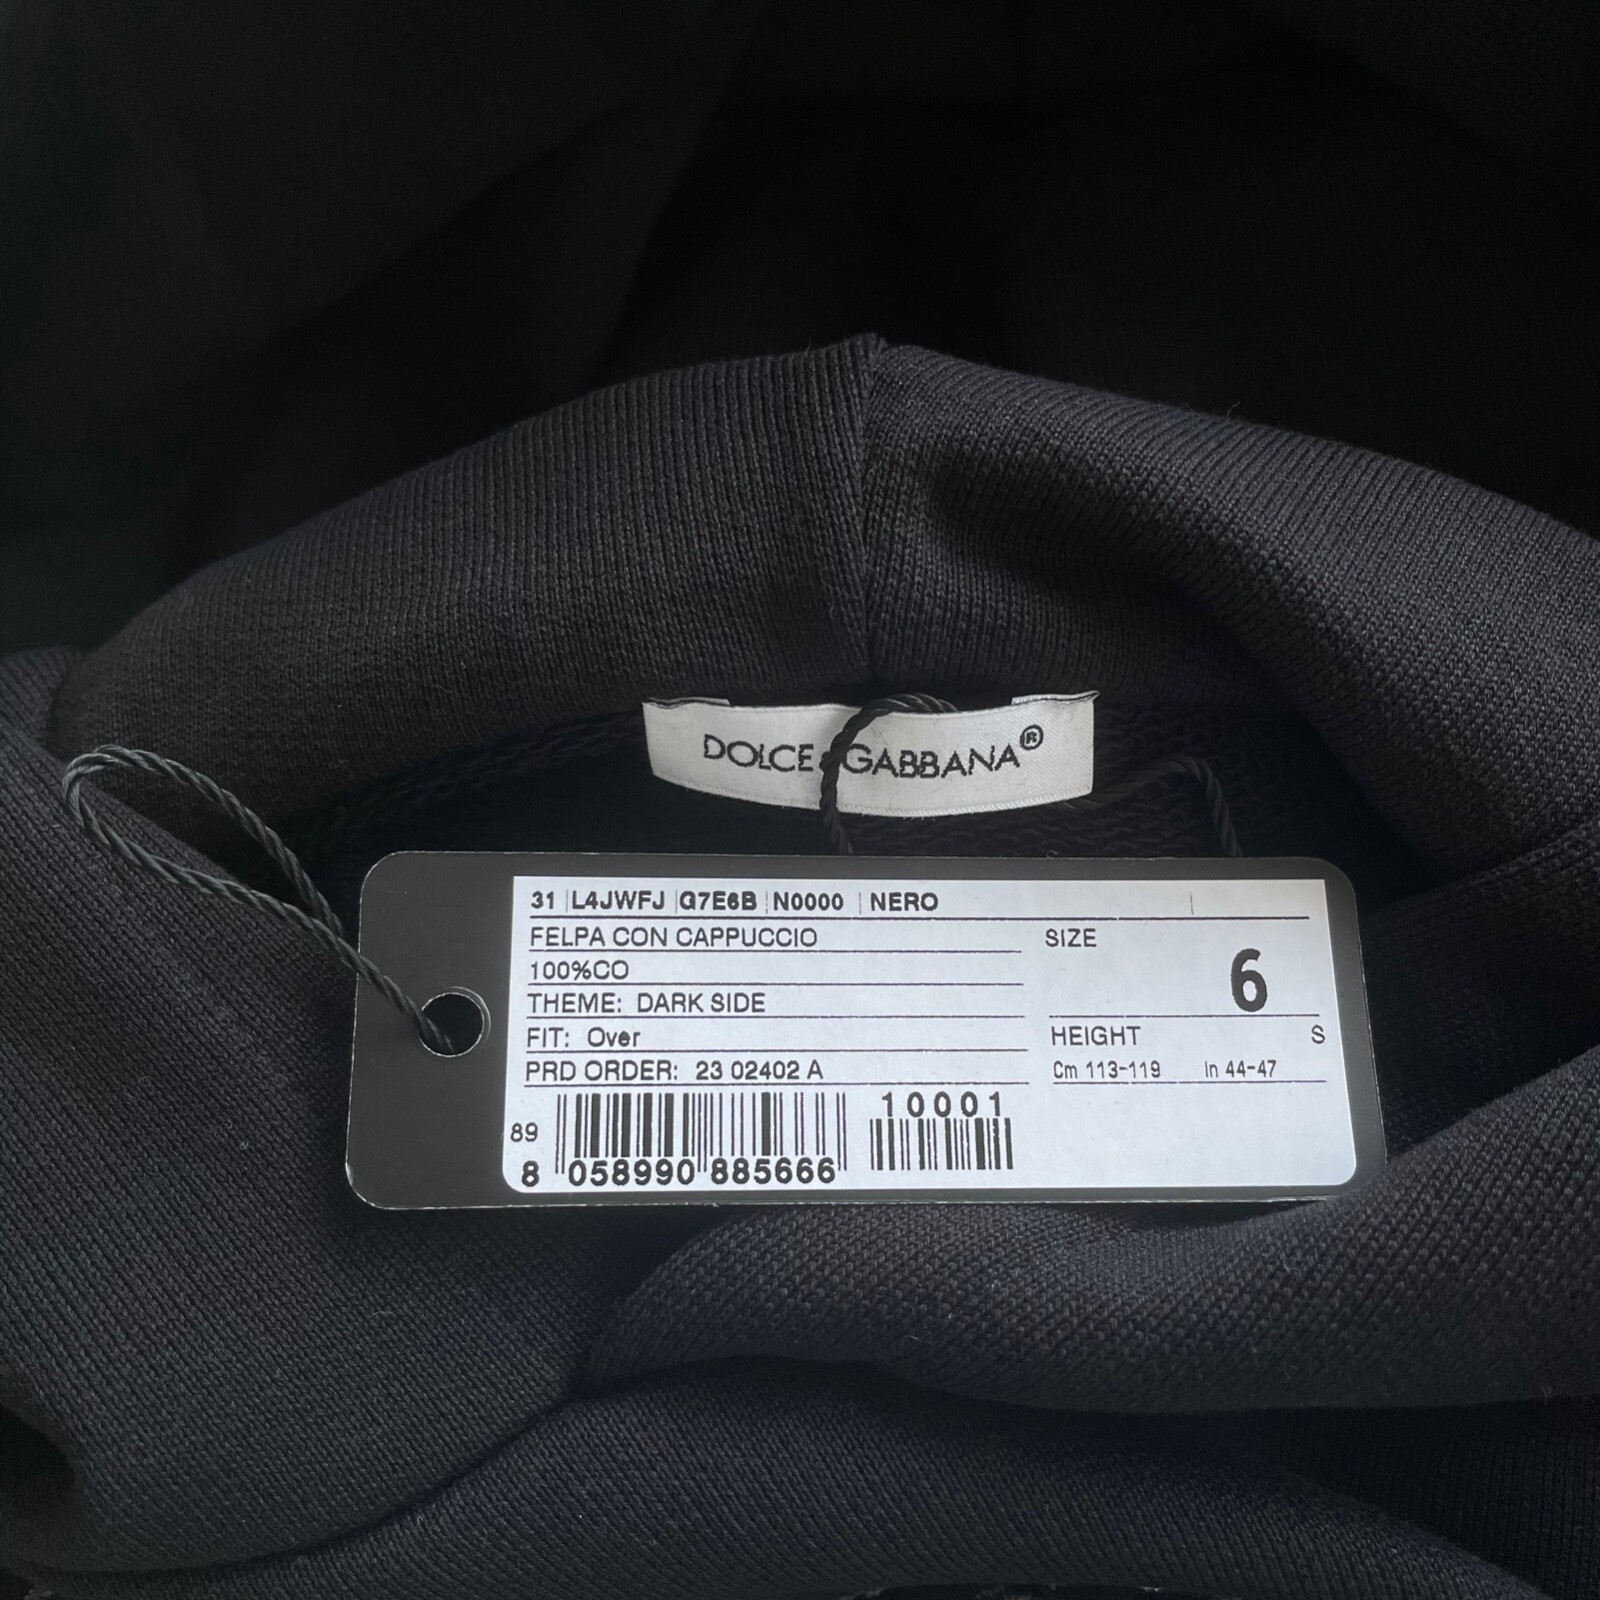 DOLCE & GABBANA®
31 L4JWFJ G7E6B N0000 NERO
FELPA CON CAPPUCCIO
100%CO
THEME: DARK SIDE
FIT: Over
PRD ORDER: 23 02402 A
SIZE
6
HEIGHT S
Cm 113-119 In 44-47
10001
89
8 058990 885666